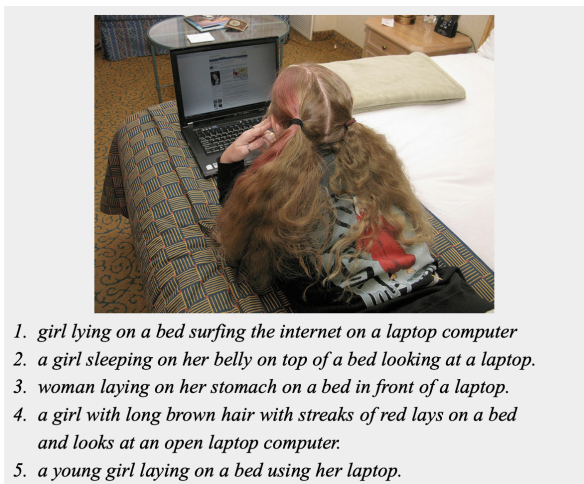 1. girl lying on a bed surfing the internet on a laptop computer
2. a girl sleeping on her belly on top of a bed looking at a laptop.
3. woman laying on her stomach on a bed in front of a laptop.
4. a girl with long brown hair with streaks of red lays on a bed
and looks at an open laptop computer.
5. a young girl laying on a bed using her laptop.